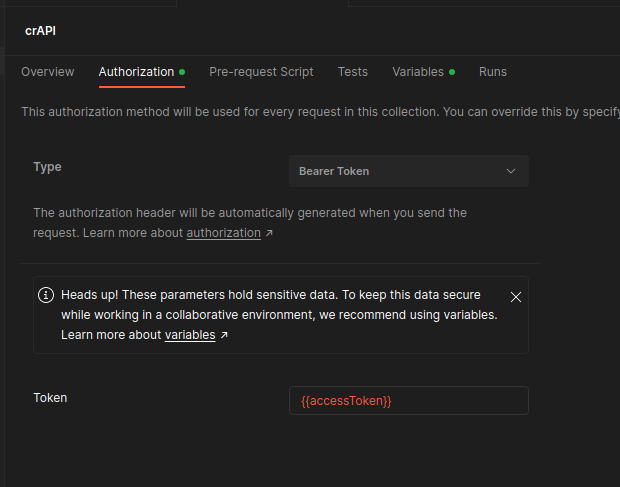 crAPI
Overview Authorization Pre-request Script Tests Variables Runs
This authorization method will be used for every request in this collection. You can override this by specify
Type Bearer Token
The authorization header will be automatically generated when you send the
request. Learn more about authorization ↗
Heads up! These parameters hold sensitive data. To keep this data secure
while working in a collaborative environment, we recommend using variables.
Learn more about variables ↗
Token {{accessToken}}